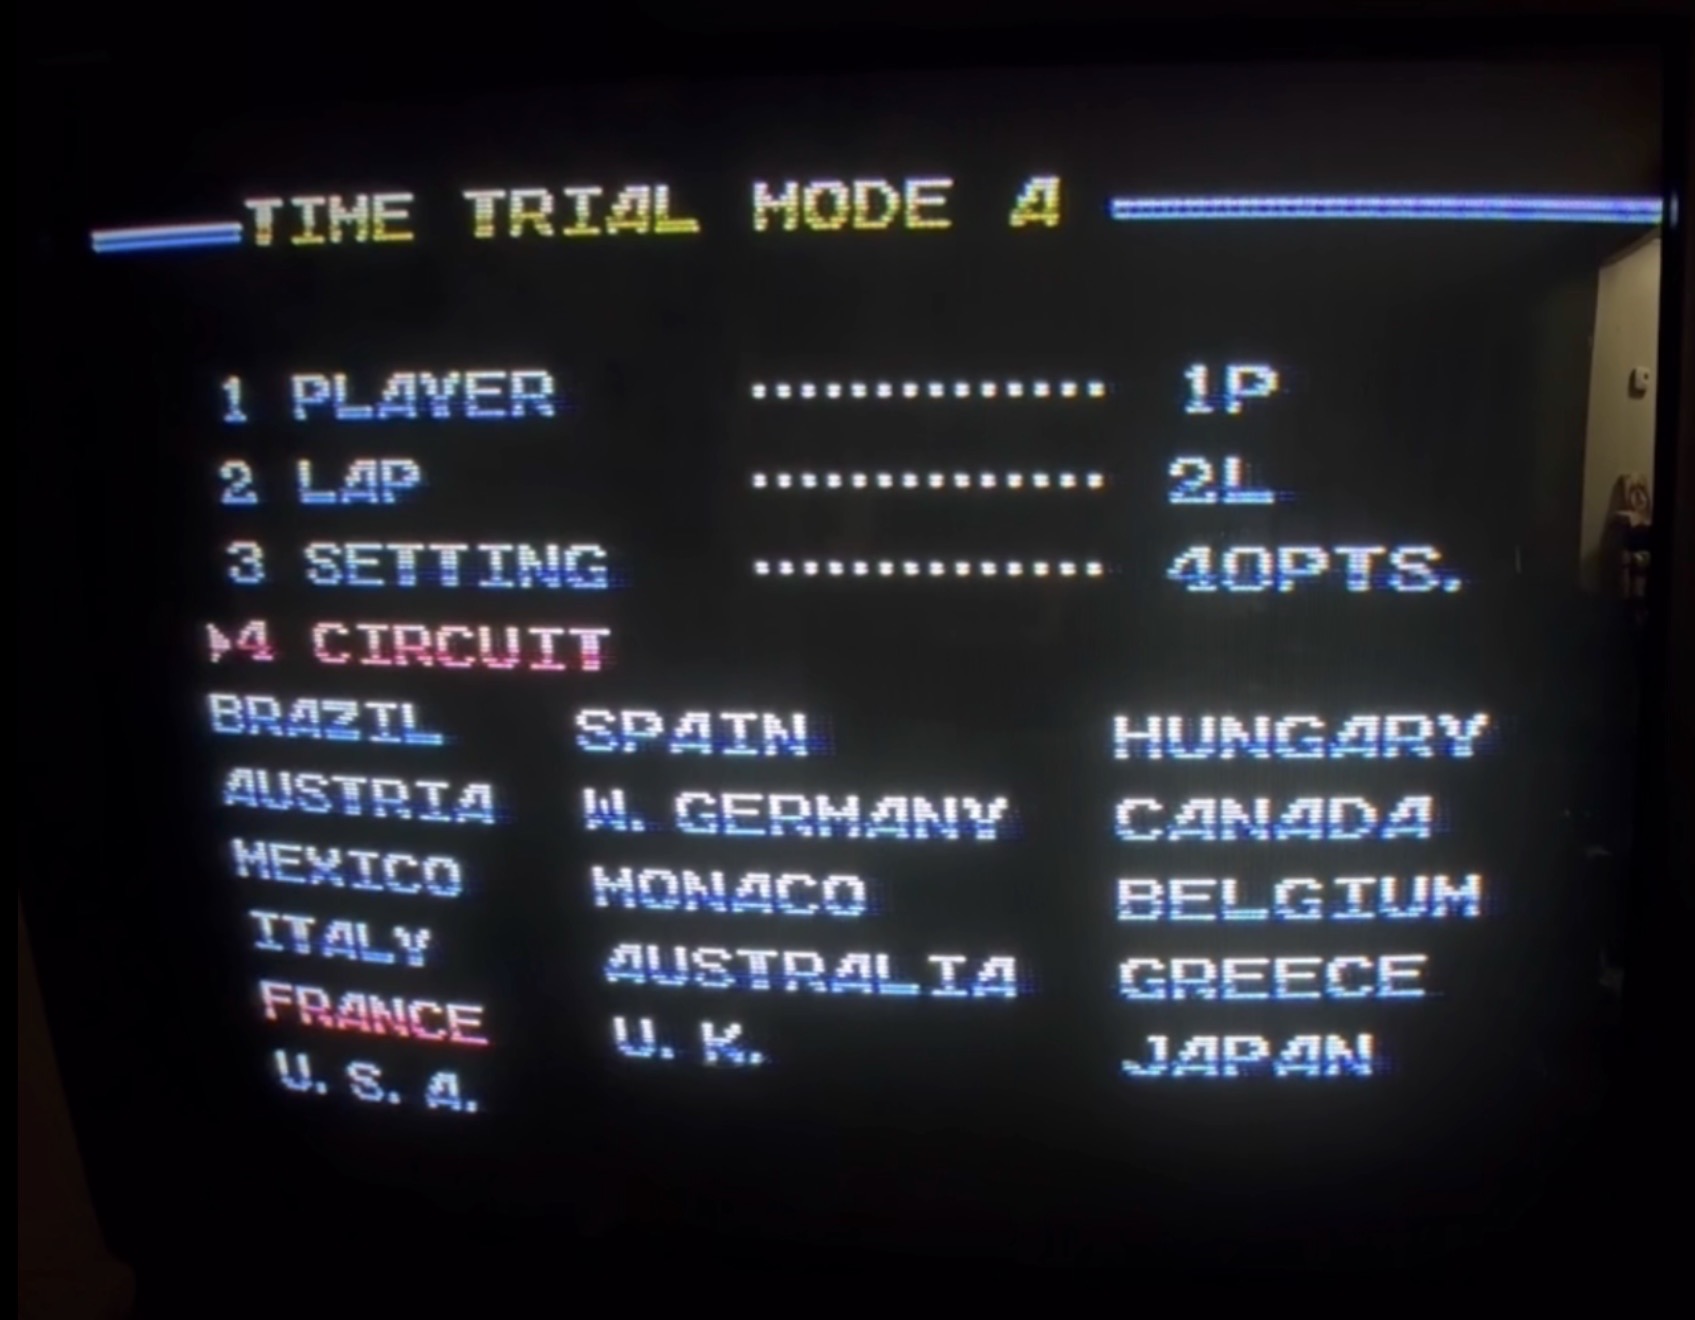 TIME TRIAL MODE A
1 PLAYER .............. 1P
2 LAP .............. 2L
3 SETTING .............. 40PTS.
▶4 CIRCUIT
BRAZIL SPAIN HUNGARY
AUSTRIA W. GERMANY CANADA
MEXICO MONACO BELGIUM
ITALY AUSTRALIA GREECE
FRANCE U. K. JAPAN
U. S. A.